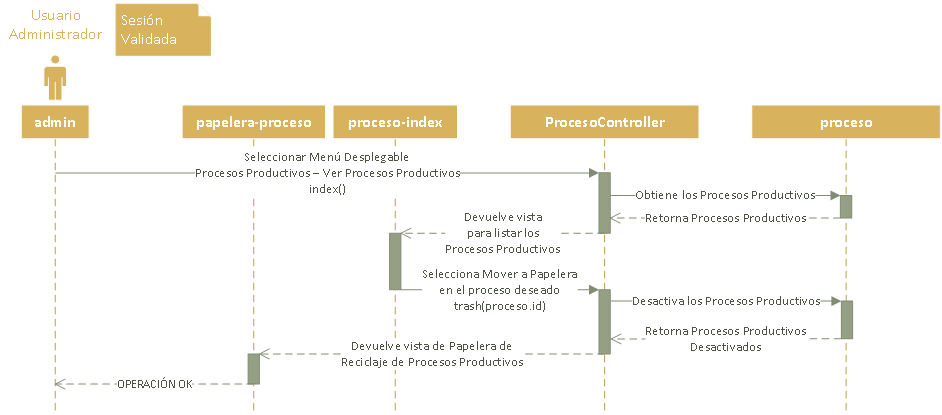 Usuario
Administrador
Sesión
Validada
admin
papelera-proceso
proceso-index
ProcesoController
proceso
Seleccionar Menú Desplegable
Procesos Productivos – Ver Procesos Productivos
index()
Obtiene los Procesos Productivos
Retorna Procesos Productivos
Devuelve vista
para listar los
Procesos Productivos
Selecciona Mover a Papelera
en el proceso deseado
trash(proceso.id)
Desactiva los Procesos Productivos
Retorna Procesos Productivos
Desactivados
Devuelve vista de Papelera de
Reciclaje de Procesos Productivos
OPERACIÓN OK